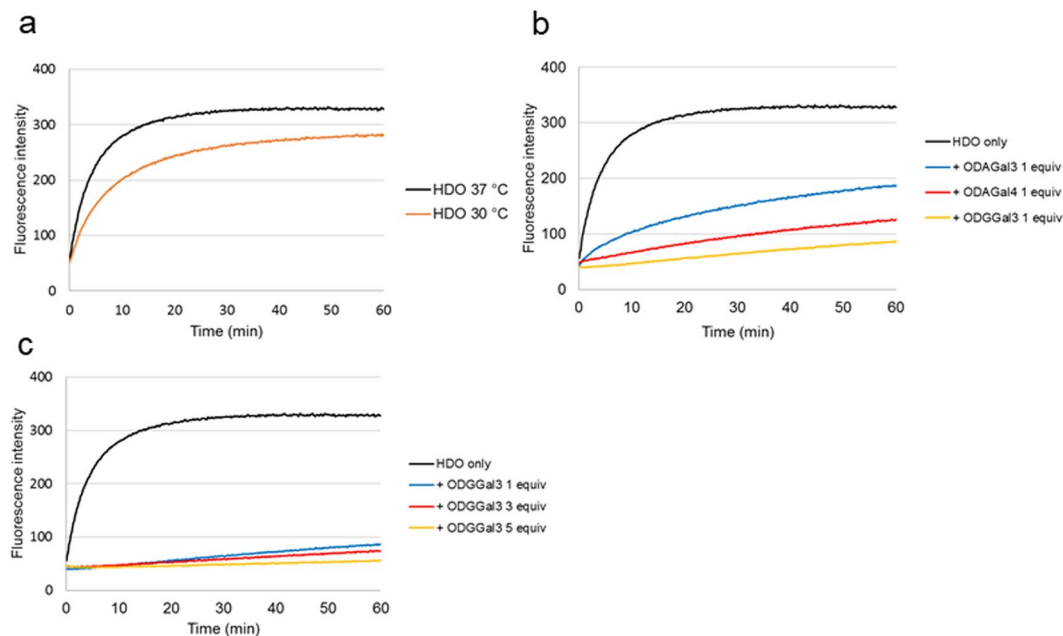 a
400
300
200
100
0
Fluorescence intensity
0 10 20 30 40 50 60
Time (min)
HDO 37 °C
HDO 30 °C
b
400
300
200
100
0
Fluorescence intensity
0 10 20 30 40 50 60
Time (min)
HDO only
+ ODAGal3 1 equiv
+ ODAGal4 1 equiv
+ ODGGal3 1 equiv
c
400
300
200
100
0
Fluorescence intensity
0 10 20 30 40 50 60
Time (min)
HDO only
+ ODGGal3 1 equiv
+ ODGGal3 3 equiv
+ ODGGal3 5 equiv